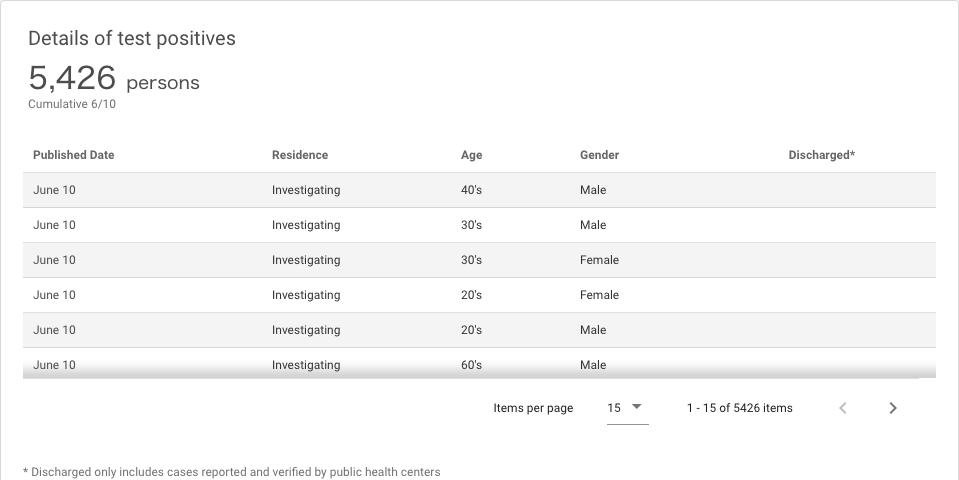 Details of test positives
5,426 persons
Cumulative 6/10
Published Date Residence Age Gender Discharged*
June 10 Investigating 40's Male
June 10 Investigating 30's Male
June 10 Investigating 30's Female
June 10 Investigating 20's Female
June 10 Investigating 20's Male
June 10 Investigating 60's Male
Items per page 15 1 - 15 of 5426 items
* Discharged only includes cases reported and verified by public health centers